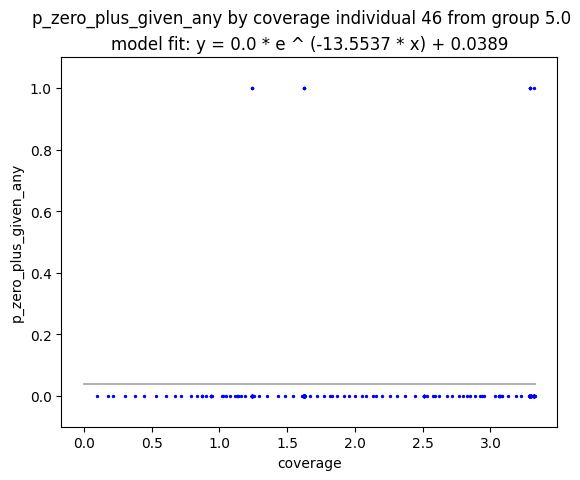 p_zero_plus_given_any by coverage individual 46 from group 5.0
model fit: y = 0.0 * e ^ (-13.5537 * x) + 0.0389
1.0
0.8
0.6
0.4
0.2
0.0
p_zero_plus_given_any
0.0 0.5 1.0 1.5 2.0 2.5 3.0
coverage